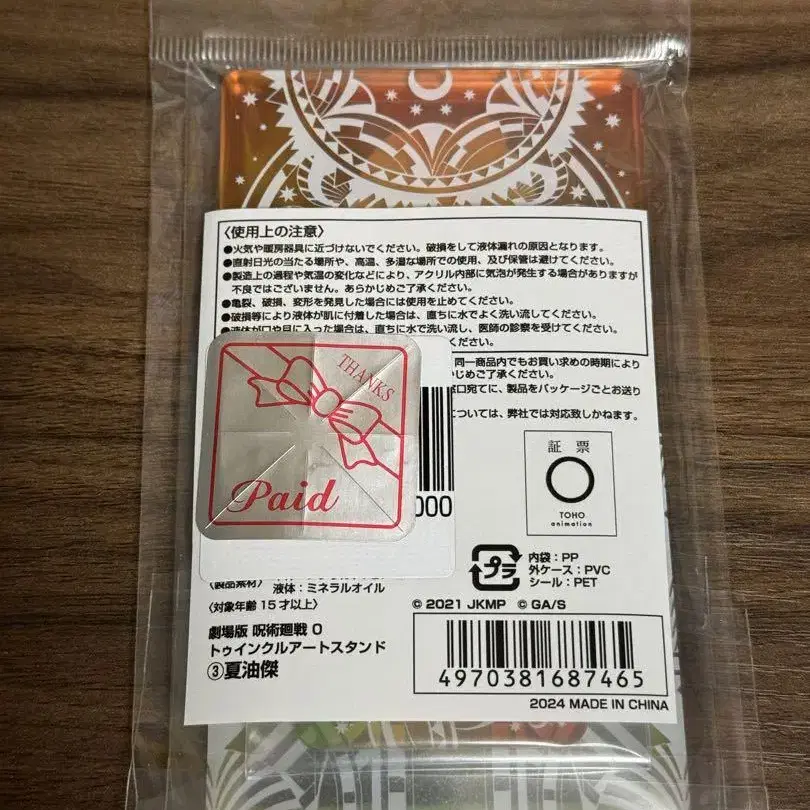 〈使用上の注意〉
●火気や暖房器具に近づけないでください。破損をして液体漏れの原因となります。
●直射日光の当たる場所や、高温、多湿な場所での使用、及び保管は避けてください。
●製造上の過程や気温の変化などにより、アクリル内部に気泡が発生する場合がありますが
不良ではございません。あらかじめご了承ください。
●亀裂、破損、変形を発見した場合には使用を止めてください。
●破損等により液体が肌に付着した場合は、直ちに水でよく洗い流してください。
●液体が口や目に入った場合は、直ちに水で洗い流し、医師の診察を受けてください。
ください。
同一商品内でもお買い求めの時期により
かじめご了承ください。
窓口宛てに、製品をパッケージごとお送り
については、弊社では対応致しかねます。
THANKS
Paid
000
証票
TOHO
animation
〈製品素材〉
液体：ミネラルオイル
〈対象年齢 15才以上〉
プラ
内袋：PP
外ケース：PVC
シール：PET
© 2021 JKMP © GA/S
劇場版 呪術廻戦 0
トゥインクルアートスタンド
③夏油傑
4970381687465
2024 MADE IN CHINA